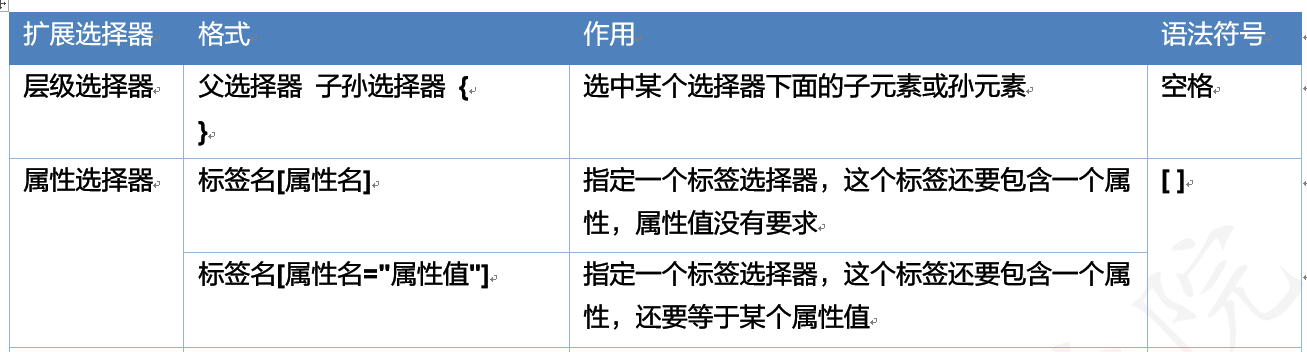 扩展选择器 格式 作用 语法符号
层级选择器 父选择器 子孙选择器 { 选中某个选择器下面的子元素或孙元素 空格
}
属性选择器 标签名[属性名] 指定一个标签选择器，这个标签还要包含一个属 [ ]
性，属性值没有要求
标签名[属性名="属性值"] 指定一个标签选择器，这个标签还要包含一个属
性，还要等于某个属性值
院